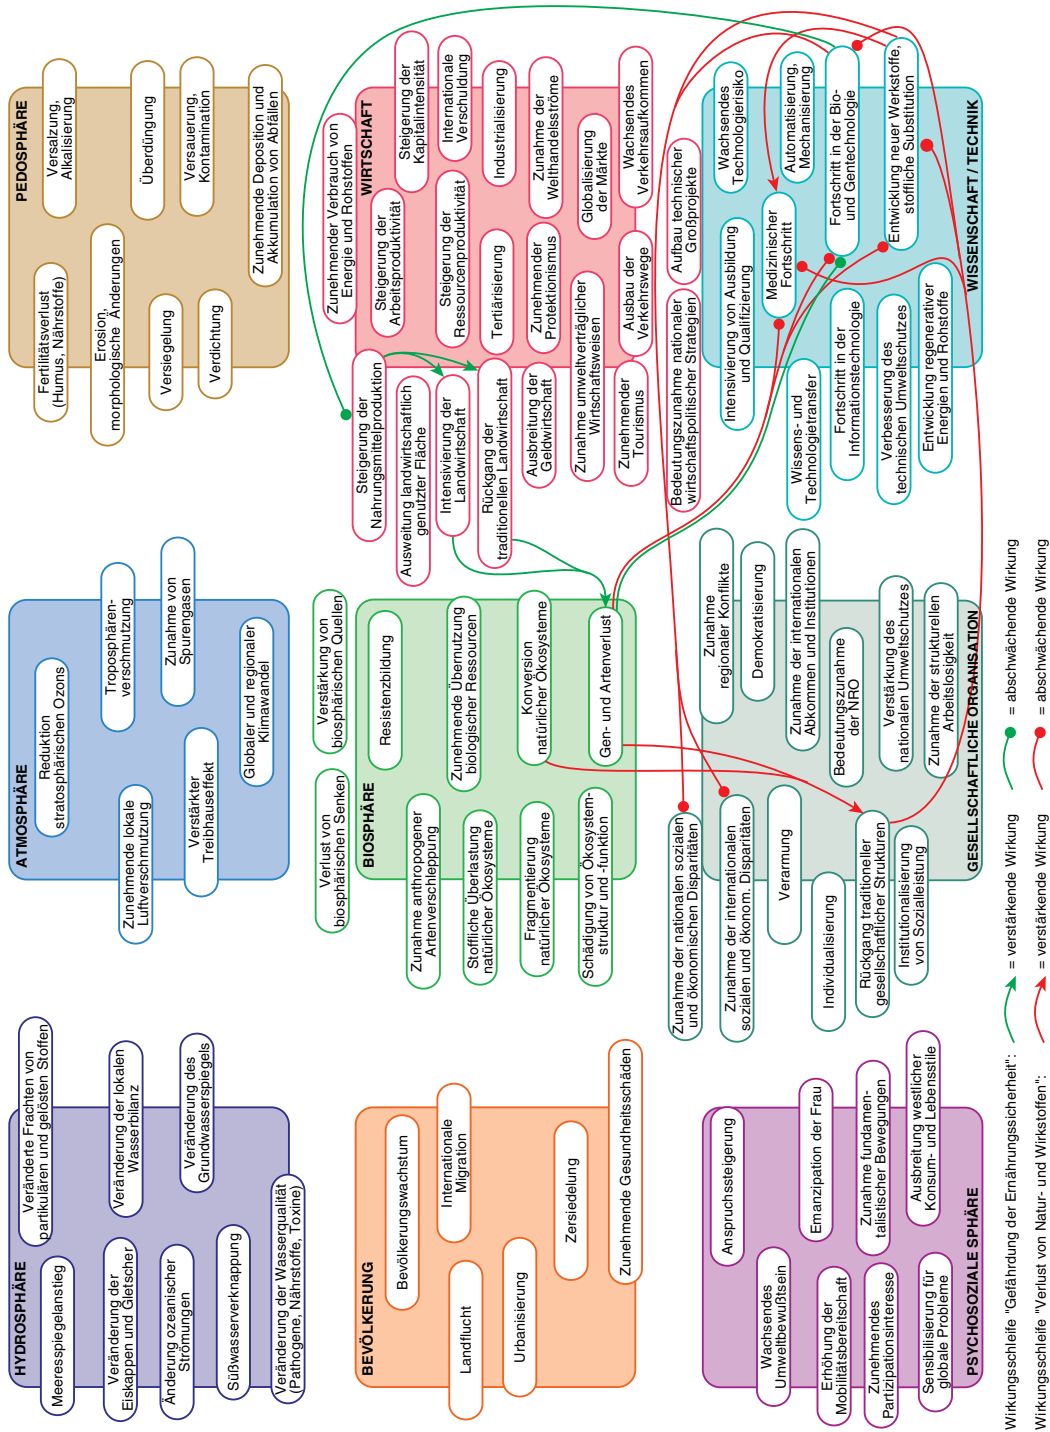 HYDROSPHÄRE
Veränderte Frachten von
partikulären und gelösten Stoffen
Meeresspiegelanstieg
Veränderung der lokalen
Wasserbilanz
Veränderung der
Eiskappen und Gletscher
Veränderung des
Grundwasserspiegels
Änderung ozeanischer
Strömungen
Süßwasserverknappung
Veränderung der Wasserqualität
(Pathogene, Nährstoffe, Toxine)
ATMOSPHÄRE
Reduktion
stratosphärischen Ozons
Troposphären-
verschmutzung
Zunehmende lokale
Luftverschmutzung
Zunahme von
Spurengasen
Verstärkter
Treibhauseffekt
Globaler und regionaler
Klimawandel
PEDOSPHÄRE
Versalzung,
Alkalisierung
Fertilitätsverlust
(Humus, Nährstoffe)
Erosion,
morphologische Änderungen
Überdüngung
Versiegelung
Versauerung,
Kontamination
Verdichtung
Zunehmende Deposition und
Akkumulation von Abfällen
BEVÖLKERUNG
Bevölkerungswachstum
Internationale
Migration
Landflucht
Urbanisierung
Zersiedelung
Zunehmende Gesundheitsschäden
BIOSPHÄRE
Verlust von
biosphärischen Senken
Verstärkung von
biosphärischen Quellen
Resistenzbildung
Zunahme anthropogener
Artenverschleppung
Zunehmende Übernutzung
biologischer Ressourcen
Stoffliche Überlastung
natürlicher Ökosysteme
Konversion
natürlicher Ökosysteme
Fragmentierung
natürlicher Ökosysteme
Gen- und Artenverlust
Schädigung von Ökosystem-
struktur und -funktion
WIRTSCHAFT
Zunehmender Verbrauch von
Energie und Rohstoffen
Steigerung der
Nahrungsmittelproduktion
Steigerung der
Arbeitsproduktivität
Steigerung der
Kapitalintensität
Ausweitung landwirtschaftlich
genutzter Fläche
Internationale
Verschuldung
Intensivierung der
Landwirtschaft
Steigerung der
Ressourcenproduktivität
Industrialisierung
Rückgang der
traditionellen Landwirtschaft
Tertiärisierung
Zunahme der
Welthandelsströme
Ausbreitung der
Geldwirtschaft
Zunehmender
Protektionismus
Globalisierung
der Märkte
Zunahme umweltverträglicher
Wirtschaftsweisen
Zunehmender
Tourismus
Ausbau der
Verkehrswege
Wachsendes
Verkehrsaufkommen
Bedeutungszunahme nationaler
wirtschaftspolitischer Strategien
Aufbau technischer
Großprojekte
PSYCHOSOZIALE SPHÄRE
Anspruchssteigerung
Wachsendes
Umweltbewußtsein
Emanzipation der Frau
Erhöhung der
Mobilitätsbereitschaft
Zunahme fundamen-
talistischer Bewegungen
Zunehmendes
Partizipationsinteresse
Ausbreitung westlicher
Konsum- und Lebensstile
Sensibilisierung für
globale Probleme
GESELLSCHAFTLICHE ORGANISATION
Zunahme der nationalen sozialen
und ökonomischen Disparitäten
Zunahme
regionaler Konflikte
Zunahme der internationalen
sozialen und ökonom. Disparitäten
Demokratisierung
Verarmung
Zunahme der internationalen
Abkommen und Institutionen
Individualisierung
Bedeutungszunahme
der NRO
Rückgang traditioneller
gesellschaftlicher Strukturen
Verstärkung des
nationalen Umweltschutzes
Institutionalisierung
von Sozialleistung
Zunahme der strukturellen
Arbeitslosigkeit
WISSENSCHAFT / TECHNIK
Wachsendes
Technologierisiko
Intensivierung von Ausbildung
und Qualifizierung
Automatisierung,
Mechanisierung
Medizinischer
Fortschritt
Wissens- und
Technologietransfer
Fortschritt in der Bio-
und Gentechnologie
Fortschritt in der
Informationstechnologie
Entwicklung neuer Werkstoffe,
stoffliche Substitution
Verbesserung des
technischen Umweltschutzes
Entwicklung regenerativer
Energien und Rohstoffe
Wirkungsschleife "Gefährdung der Ernährungssicherheit": = verstärkende Wirkung = abschwächende Wirkung
Wirkungsschleife "Verlust von Natur- und Wirkstoffen": = verstärkende Wirkung = abschwächende Wirkung